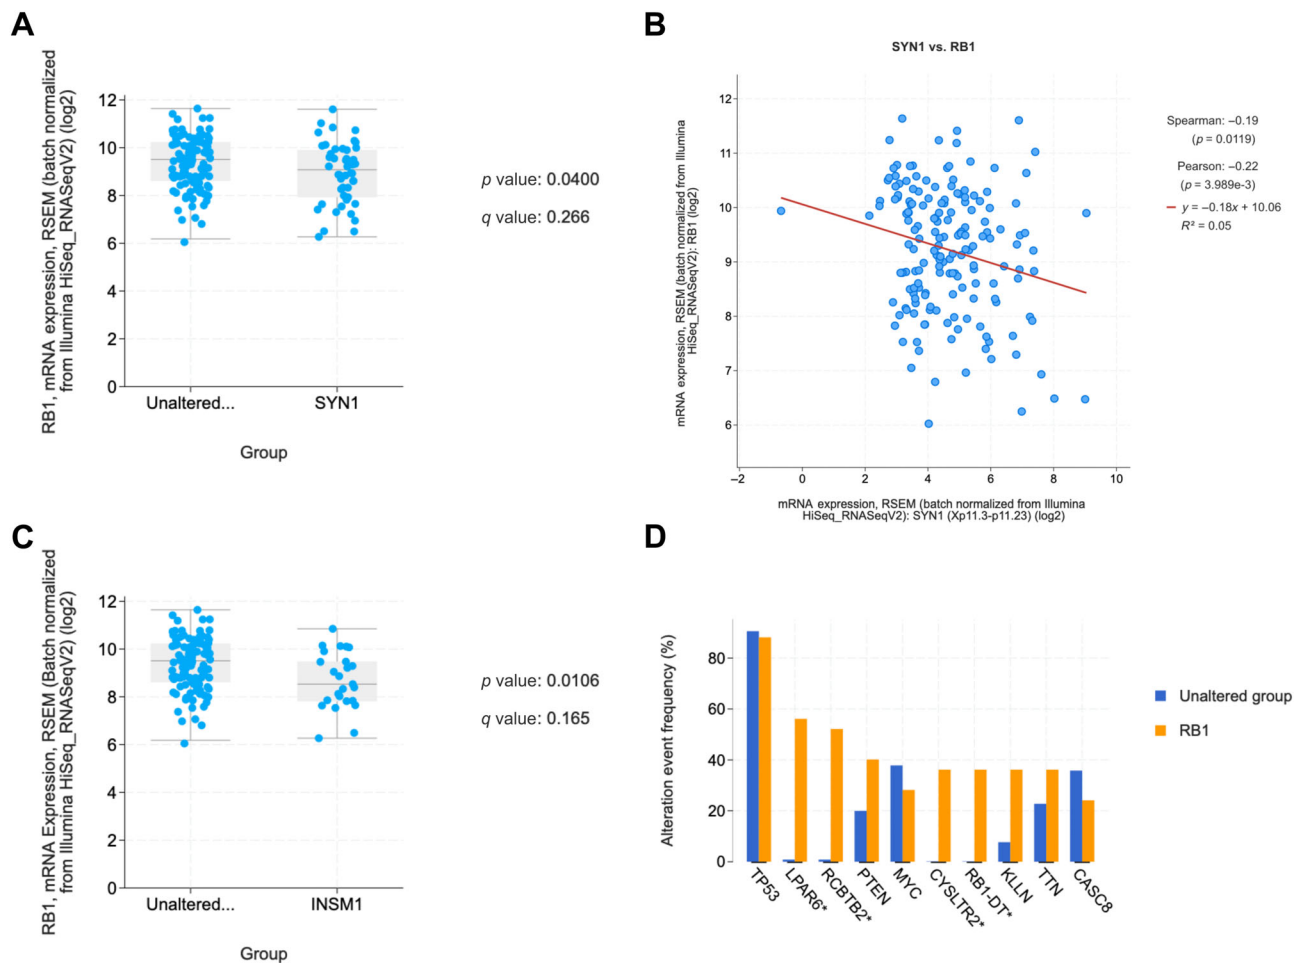 A
RB1, mRNA expression, RSEM (batch normalized
from Illumina HiSeq_RNASeqV2) (log2)
12
10
8
6
4
2
0
Unaltered...
SYN1
Group
p value: 0.0400
q value: 0.266
B
SYN1 vs. RB1
mRNA expression, RSEM (batch normalized from Illumina
HiSeq_RNASeqV2): RB1 (log2)
12
11
10
9
8
7
6
–2
0
2
4
6
8
10
mRNA expression, RSEM (batch normalized from Illumina
HiSeq_RNASeqV2): SYN1 (Xp11.3-p11.23) (log2)
Spearman: –0.19
(p = 0.0119)
Pearson: –0.22
(p = 3.989e-3)
y = –0.18x + 10.06
R² = 0.05
C
RB1, mRNA Expression, RSEM (Batch normalized
from Illumina HiSeq_RNASeqV2) (log2)
12
10
8
6
4
2
0
Unaltered...
INSM1
Group
p value: 0.0106
q value: 0.165
D
Alteration event frequency (%)
80
60
40
20
0
TP53
LPAR6*
RCBTB2*
PTEN
MYC
CYSLTR2*
RB1-DT*
KLLN
TTN
CASC8
Unaltered group
RB1